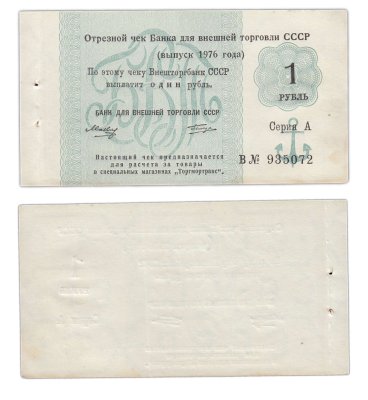 Отрезной чек Банка для внешней торговли СССР
(выпуск 1976 года)
По этому чеку Внешторгбанк СССР
выплатит один рубль.
1
РУБЛЬ
БАНК ДЛЯ ВНЕШНЕЙ ТОРГОВЛИ СССР
Серия А
В № 935072
Настоящий чек предназначается
для расчета за товары
в специальных магазинах „Торгмортранс“.